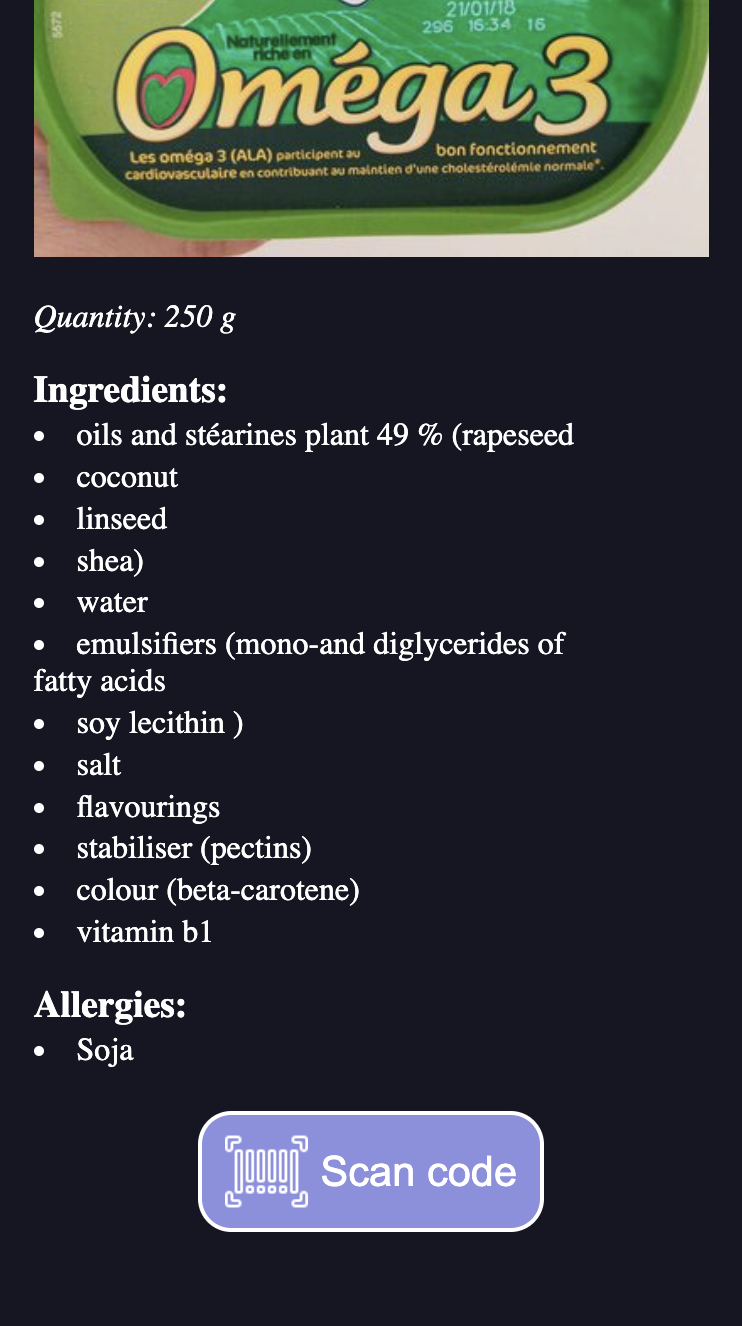 5672
21/01/18
296 16:34 16
Naturellement
riche en
Oméga 3
Les oméga 3 (ALA) participent au bon fonctionnement
cardiovasculaire en contribuant au maintien d'une cholestérolémie normale*.
Quantity: 250 g
Ingredients:
• oils and stéarines plant 49 % (rapeseed
• coconut
• linseed
• shea)
• water
• emulsifiers (mono-and diglycerides of
fatty acids
• soy lecithin )
• salt
• flavourings
• stabiliser (pectins)
• colour (beta-carotene)
• vitamin b1
Allergies:
• Soja
Scan code